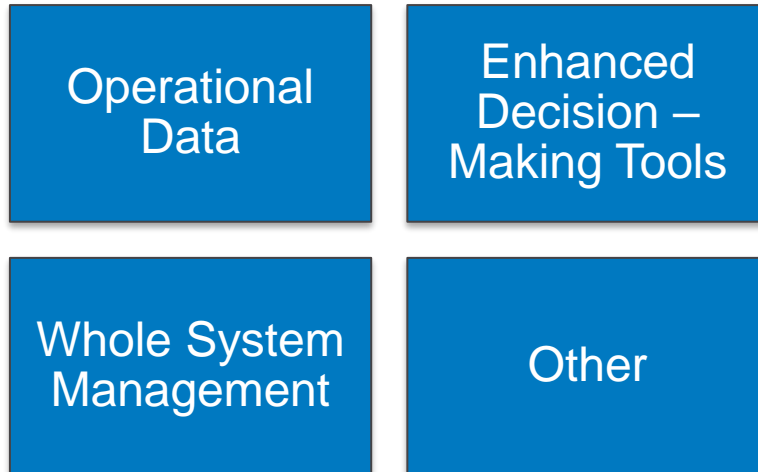 Operational
Data
Enhanced
Decision –
Making Tools
Whole System
Management
Other